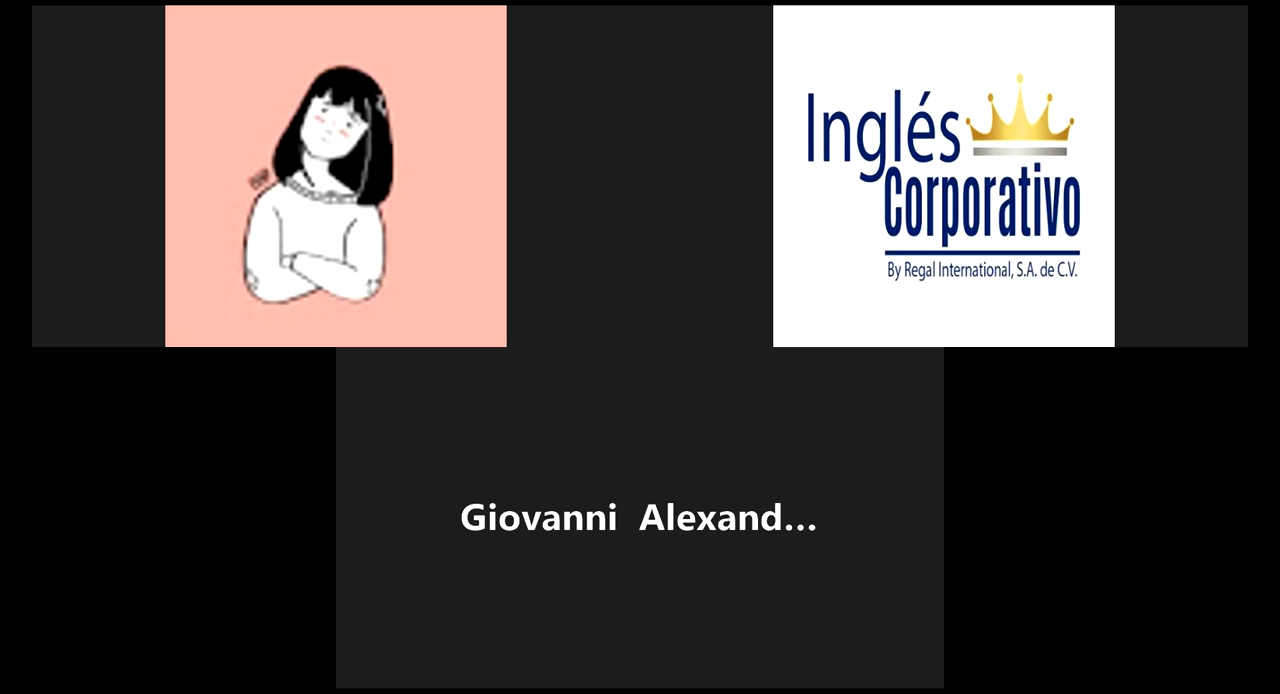 Inglés
Corporativo
By Regal International, S.A. de C.V.
Giovanni Alexand...